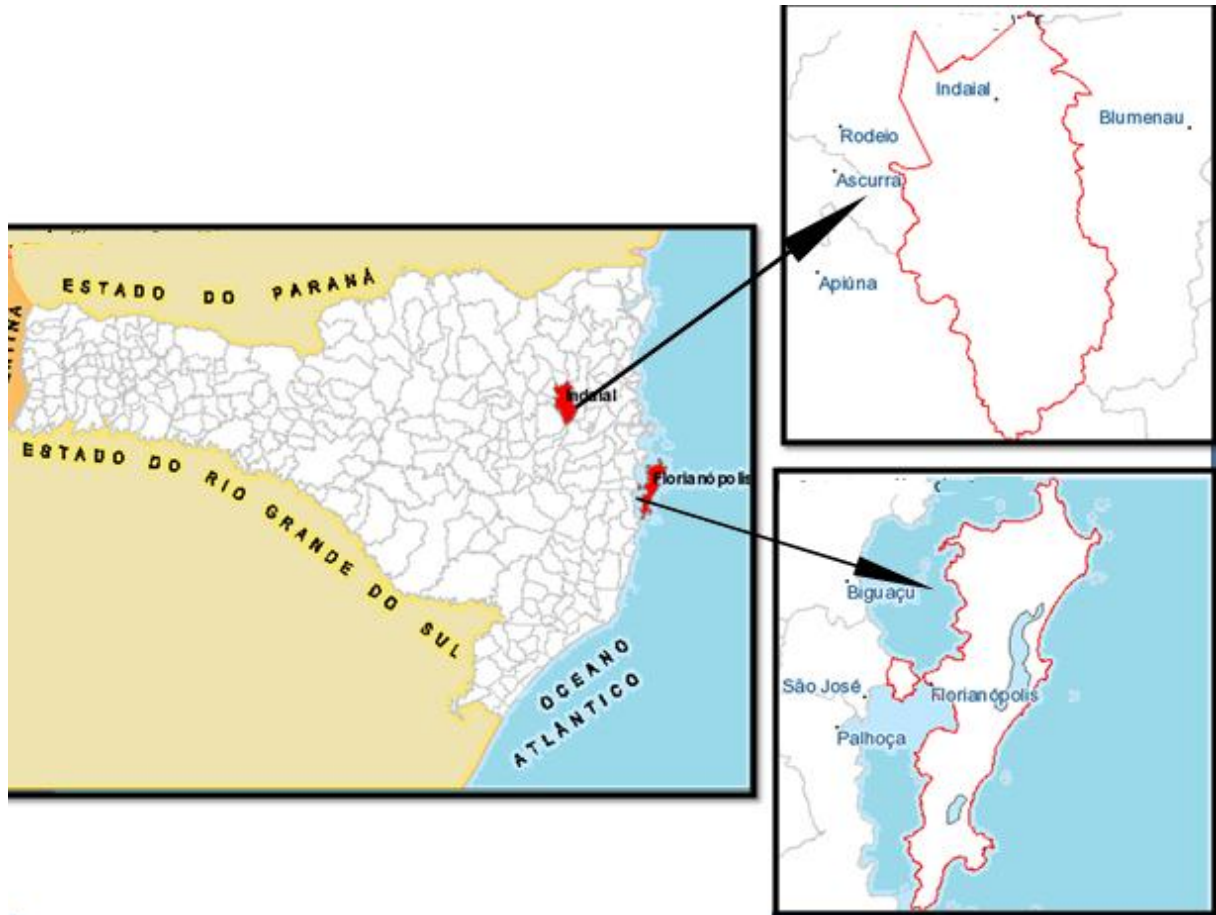 ESTADO DO PARANÁ
Indaial
Florianópolis
ESTADO DO RIO GRANDE DO SUL
OCEANO
ATLÂNTICO
Indaial
Blumenau
Rodeio
Ascurra
Apiúna
Biguaçu
São José
Florianópolis
Palhoça